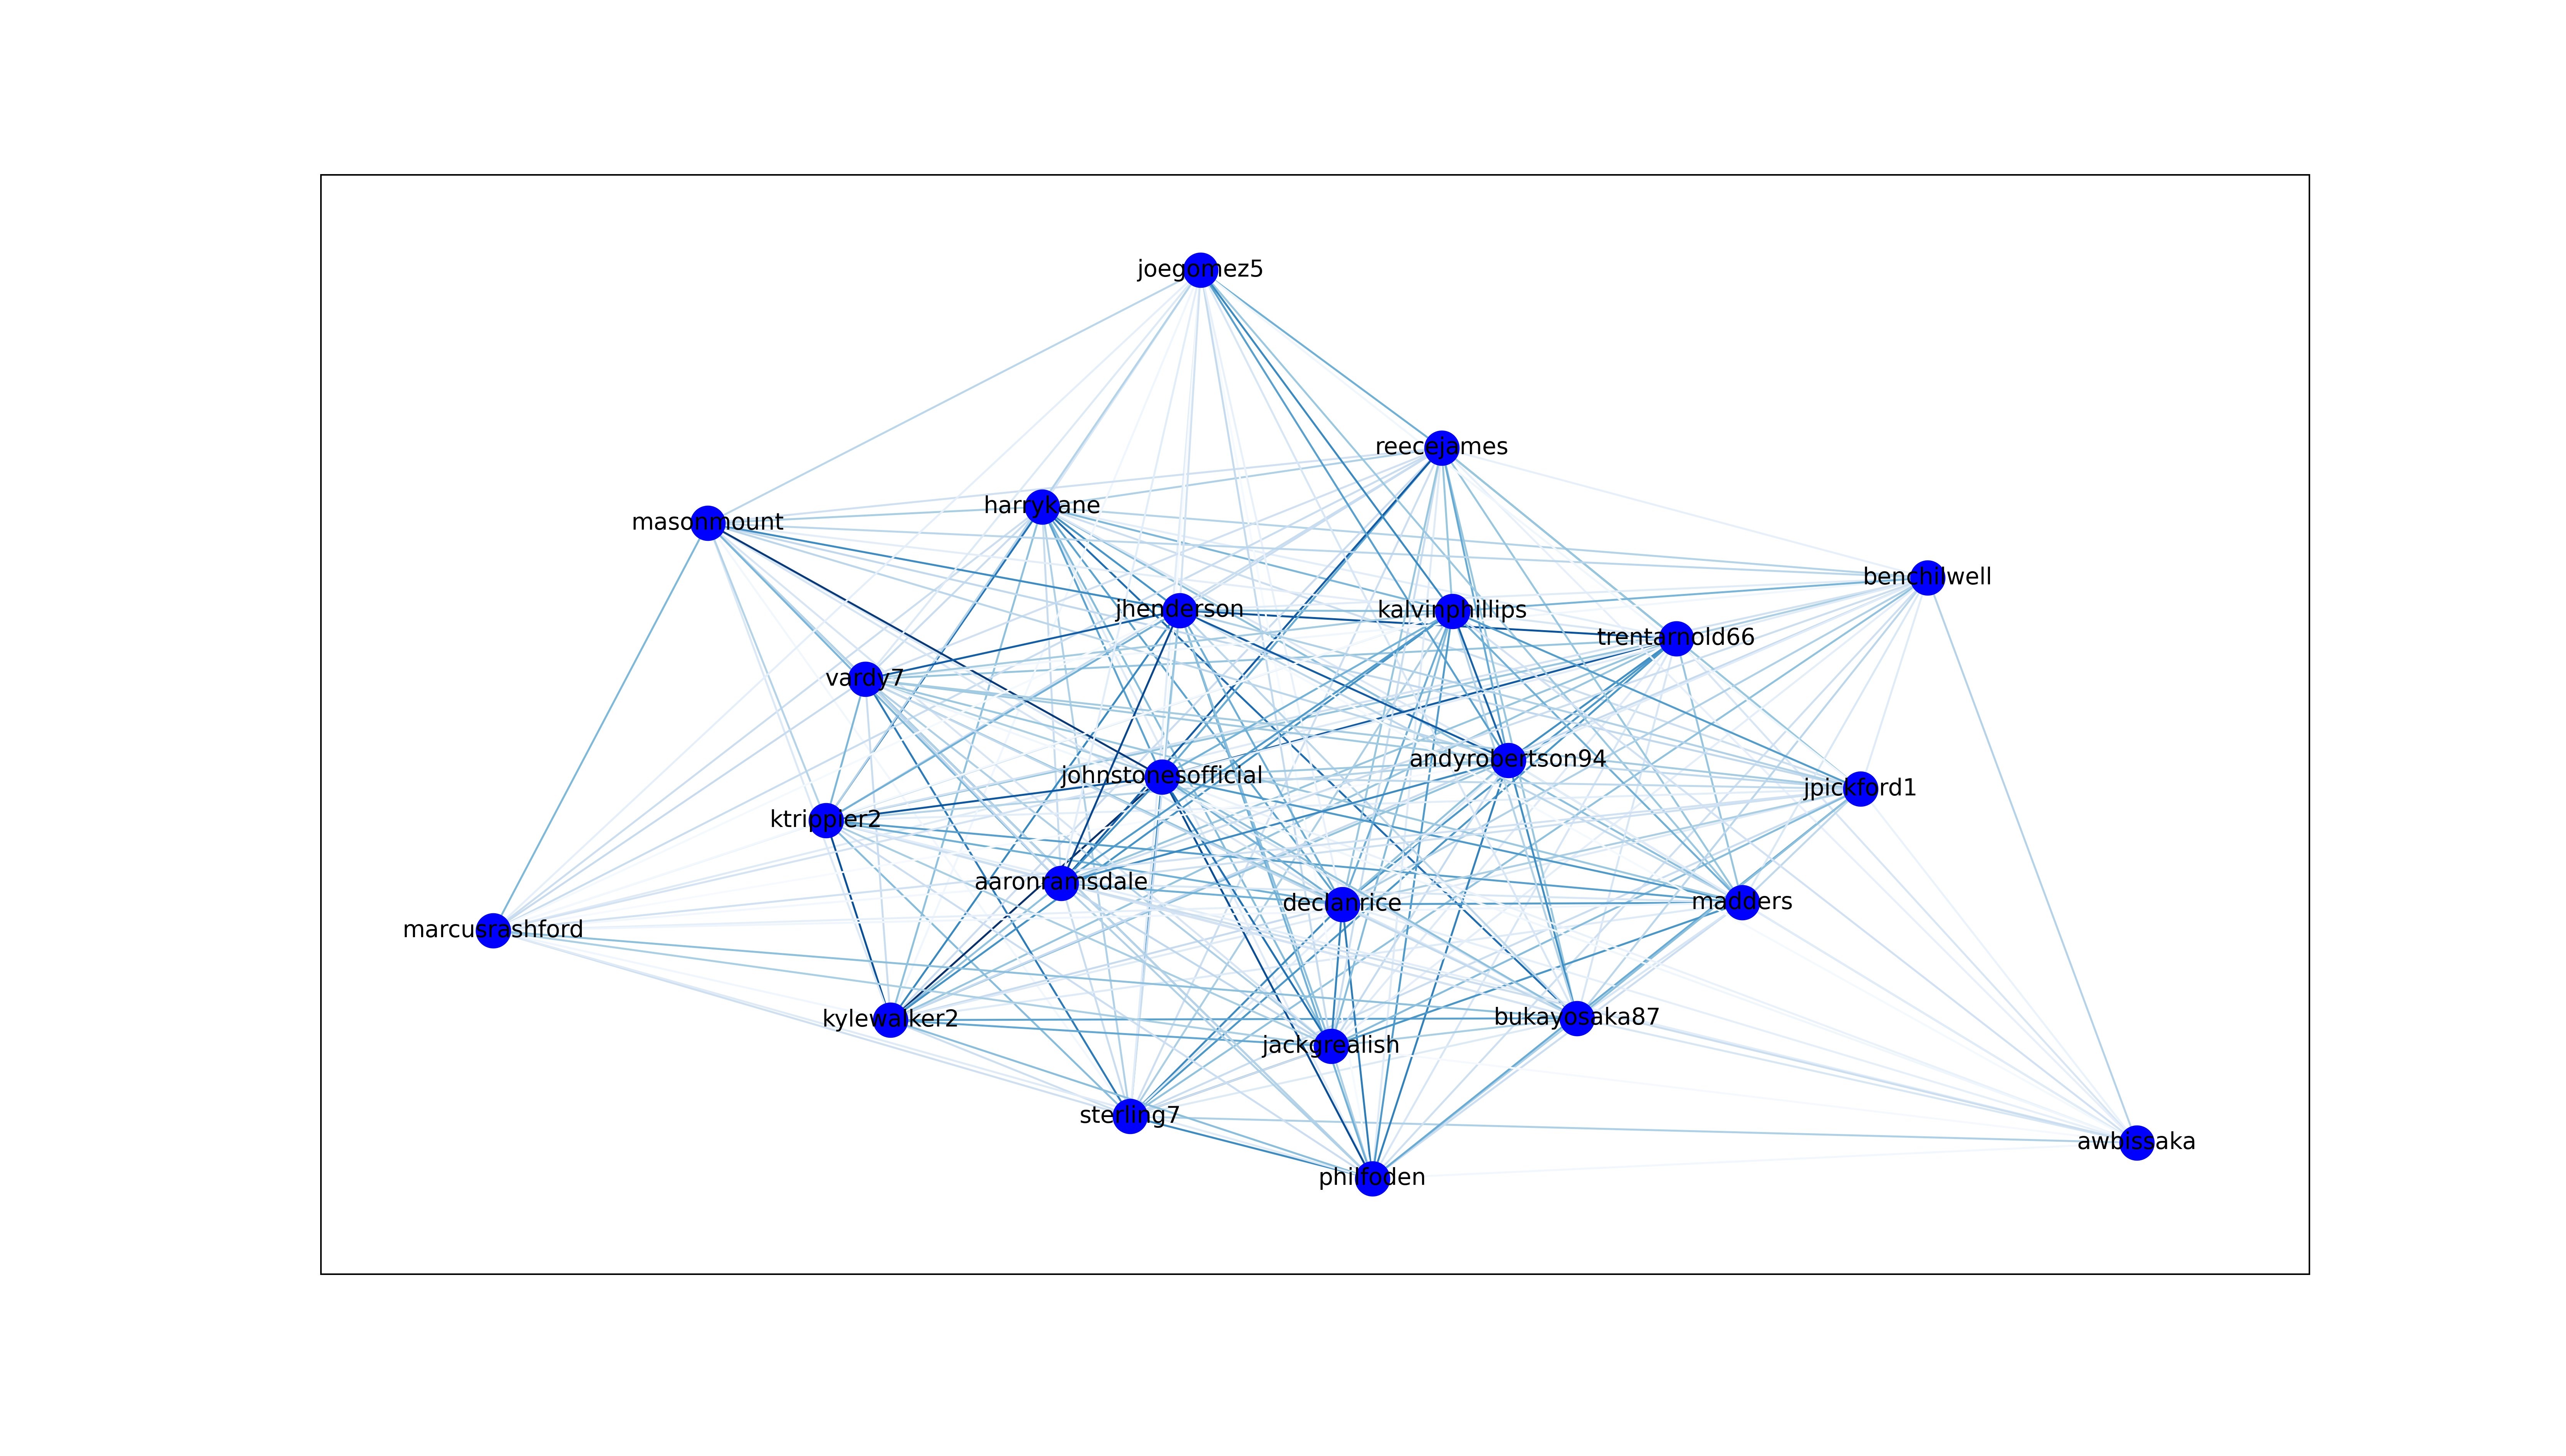 joegomez5
reecejames
harrykane
masonmount
benchilwell
jhenderson
kalvinphillips
trentarnold66
vardy7
andyrobertson94
johnstonesofficial
jpickford1
ktrippier2
aaronramsdale
declanrice
madders
marcusrashford
kylewalker2
bukayosaka87
jackgrealish
sterling7
awbissaka
philfoden